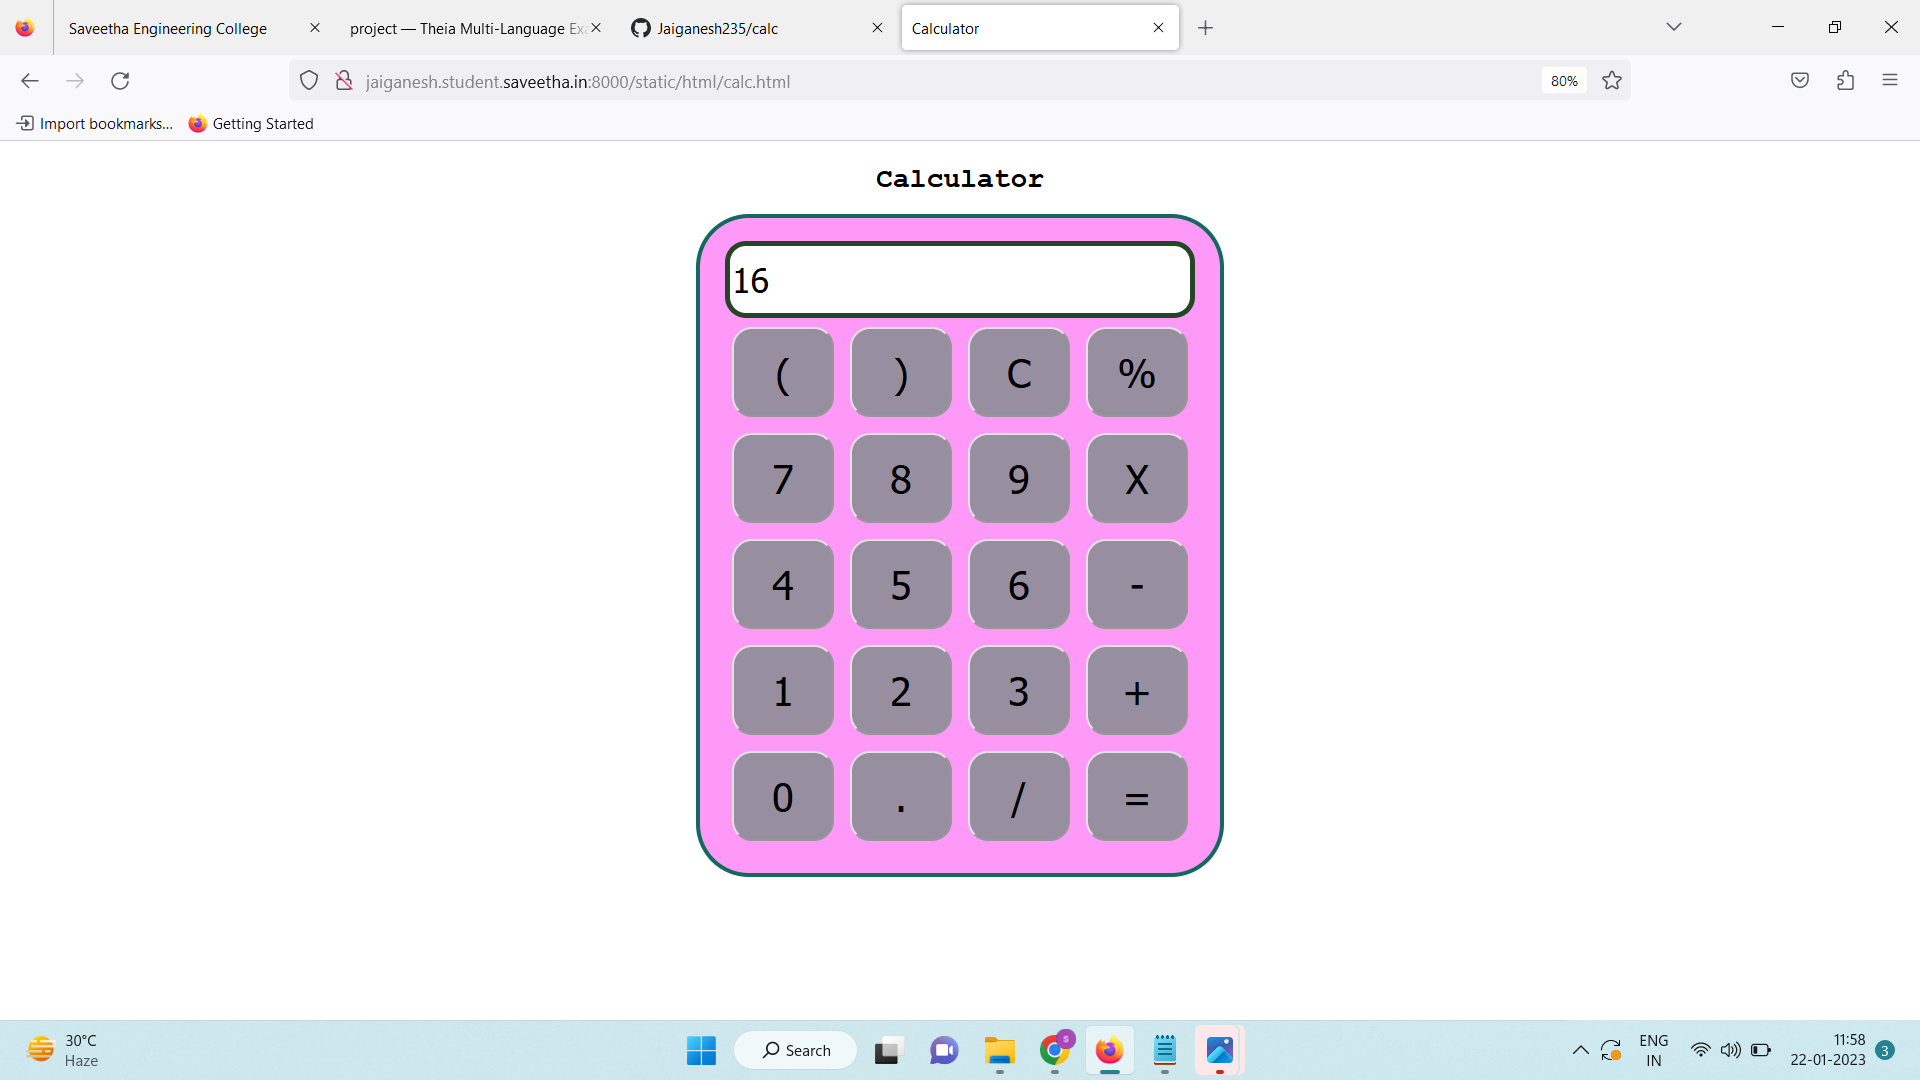 Saveetha Engineering College
project — Theia Multi-Language Ex
Jaiganesh235/calc
Calculator
jaiganesh.student.saveetha.in:8000/static/html/calc.html
80%
Import bookmarks...
Getting Started
Calculator
16
( ) C %
7 8 9 X
4 5 6 -
1 2 3 +
0 . / =
30°C
Haze
Search
ENG
IN
11:58
22-01-2023
3